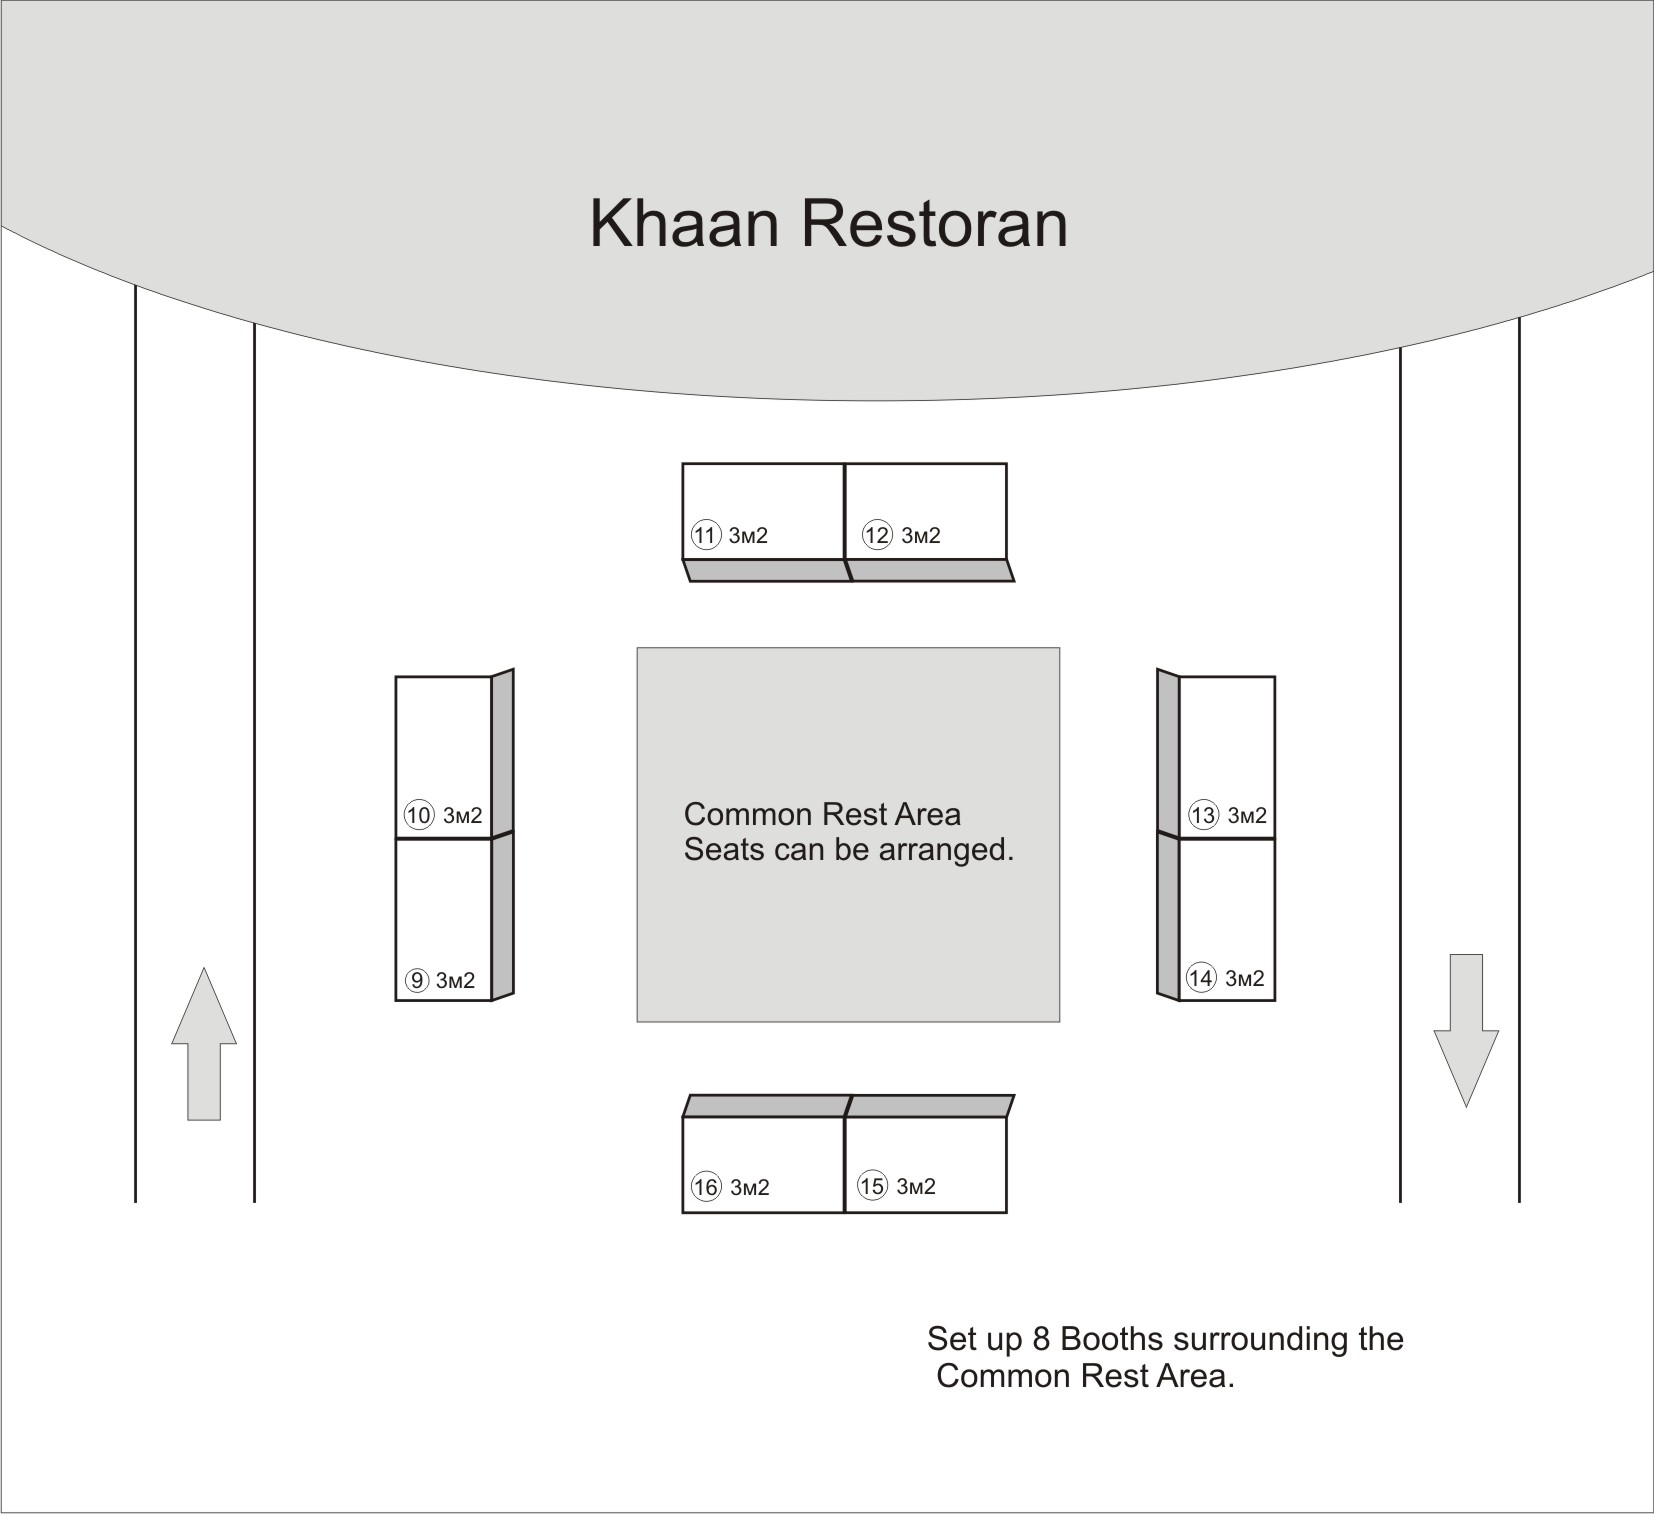 Khaan Restoran
11 3м2
12 3м2
10 3м2
13 3м2
Common Rest Area
Seats can be arranged.
9 3м2
14 3м2
16 3м2
15 3м2
Set up 8 Booths surrounding the
Common Rest Area.